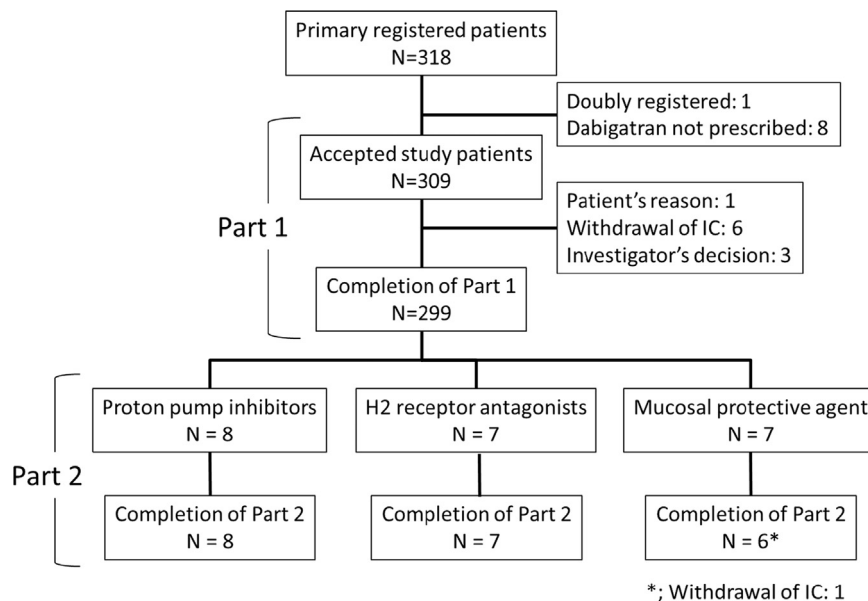 Primary registered patients
N=318
Doubly registered: 1
Dabigatran not prescribed: 8
Accepted study patients
N=309
Part 1
Patient's reason: 1
Withdrawal of IC: 6
Investigator's decision: 3
Completion of Part 1
N=299
Proton pump inhibitors
N = 8
H2 receptor antagonists
N = 7
Mucosal protective agent
N = 7
Part 2
Completion of Part 2
N = 8
Completion of Part 2
N = 7
Completion of Part 2
N = 6*
*; Withdrawal of IC: 1